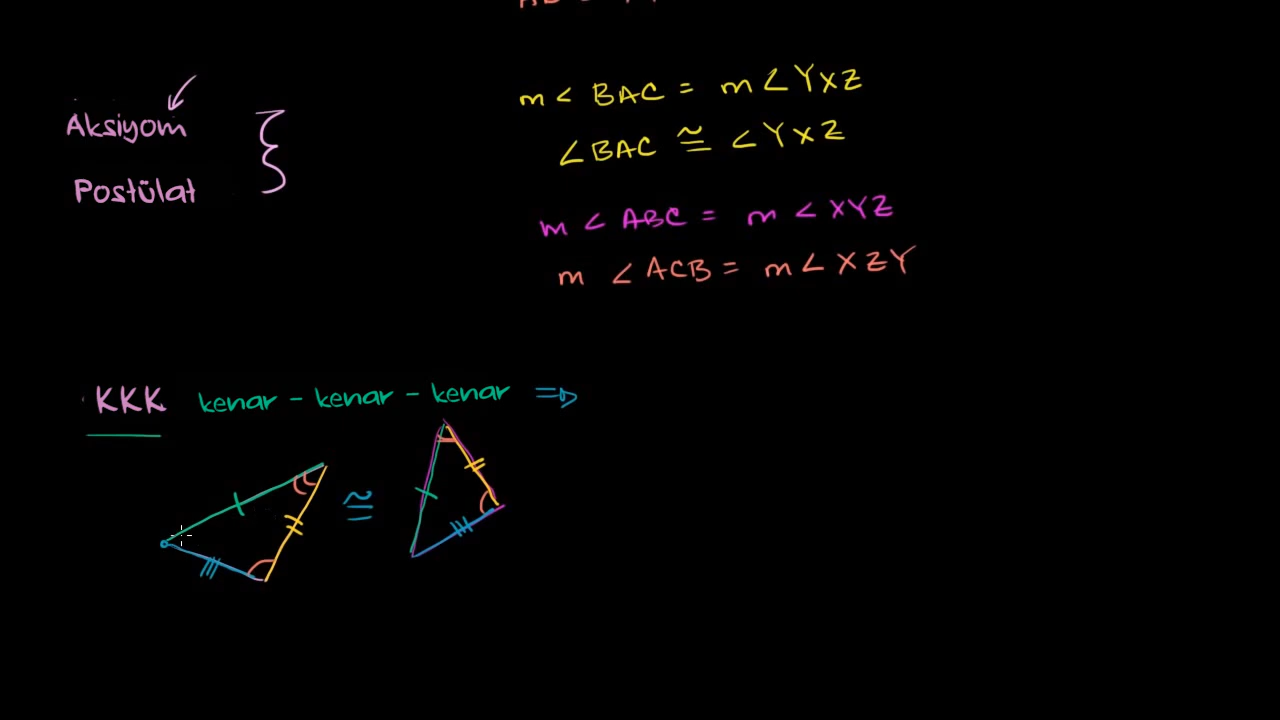 m∠BAC = m∠YXZ
∠BAC ≅ ∠YXZ
Aksiyom
Postülat
m∠ABC = m∠XYZ
m∠ACB = m∠XZY
KKK kenar - kenar - kenar ⇒
≅